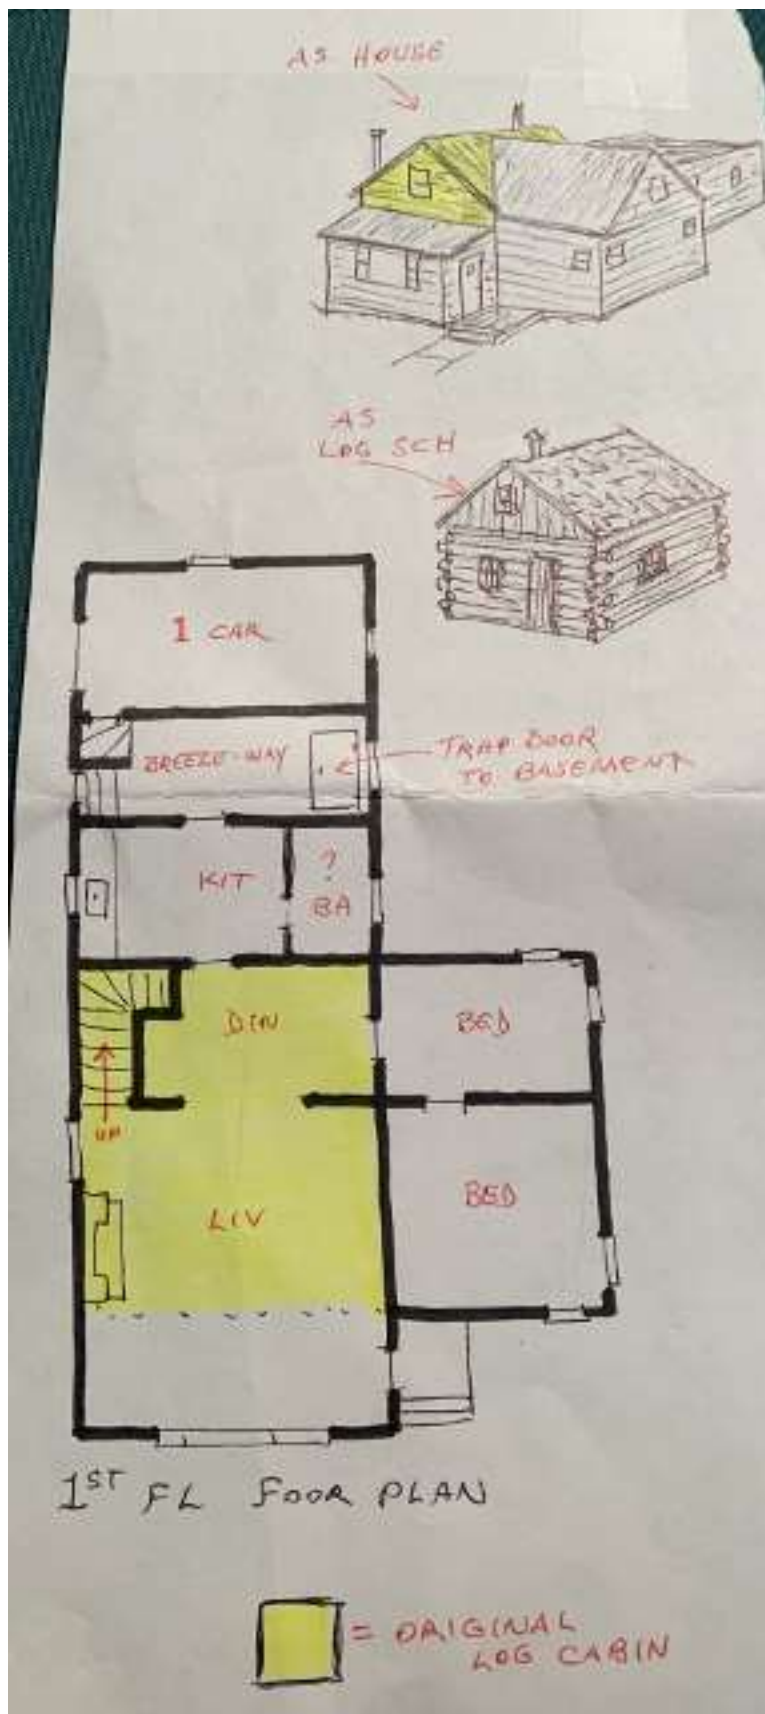 AS HOUSE
AS
LOG SCH
1 CAR
BREEZE-WAY
TRAP DOOR
TO BASEMENT
KIT
?
BA
DIN
BED
UP
LIV
BED
1ST FL FOOR PLAN
= ORIGINAL
LOG CABIN